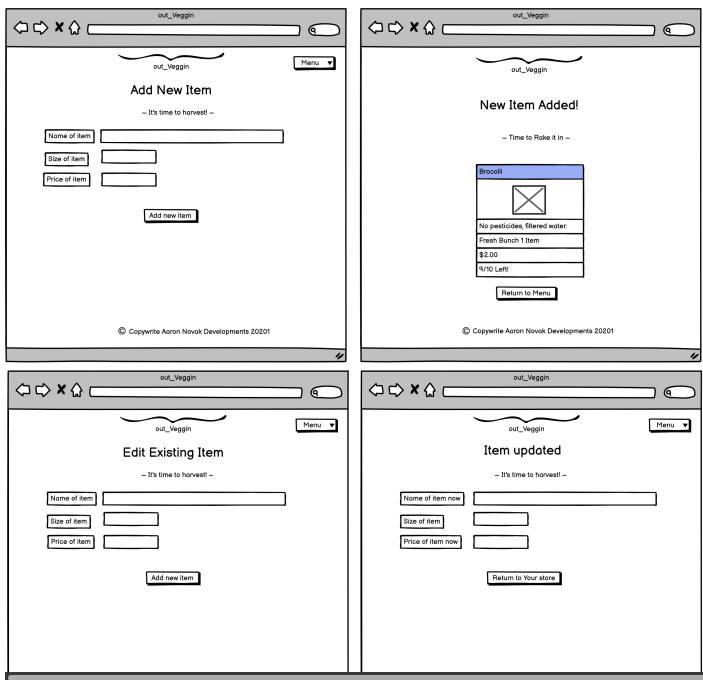 out_Veggin
out_Veggin
Menu
Add New Item
~ It's time to harvest! ~
Name of item
Size of item
Price of item
Add new item
© Copywrite Aaron Novak Developments 20201
out_Veggin
out_Veggin
New Item Added!
~ Time to Rake it in ~
Brocolli
No pesticides, filtered water.
Fresh Bunch 1 Item
$2.00
9/10 Left!
Return to Menu
© Copywrite Aaron Novak Developments 20201
out_Veggin
out_Veggin
Menu
Edit Existing Item
~ It's time to harvest! ~
Name of item
Size of item
Price of item
Add new item
out_Veggin
out_Veggin
Menu
Item updated
~ It's time to harvest! ~
Name of item now
Size of item
Price of item now
Return to Your store